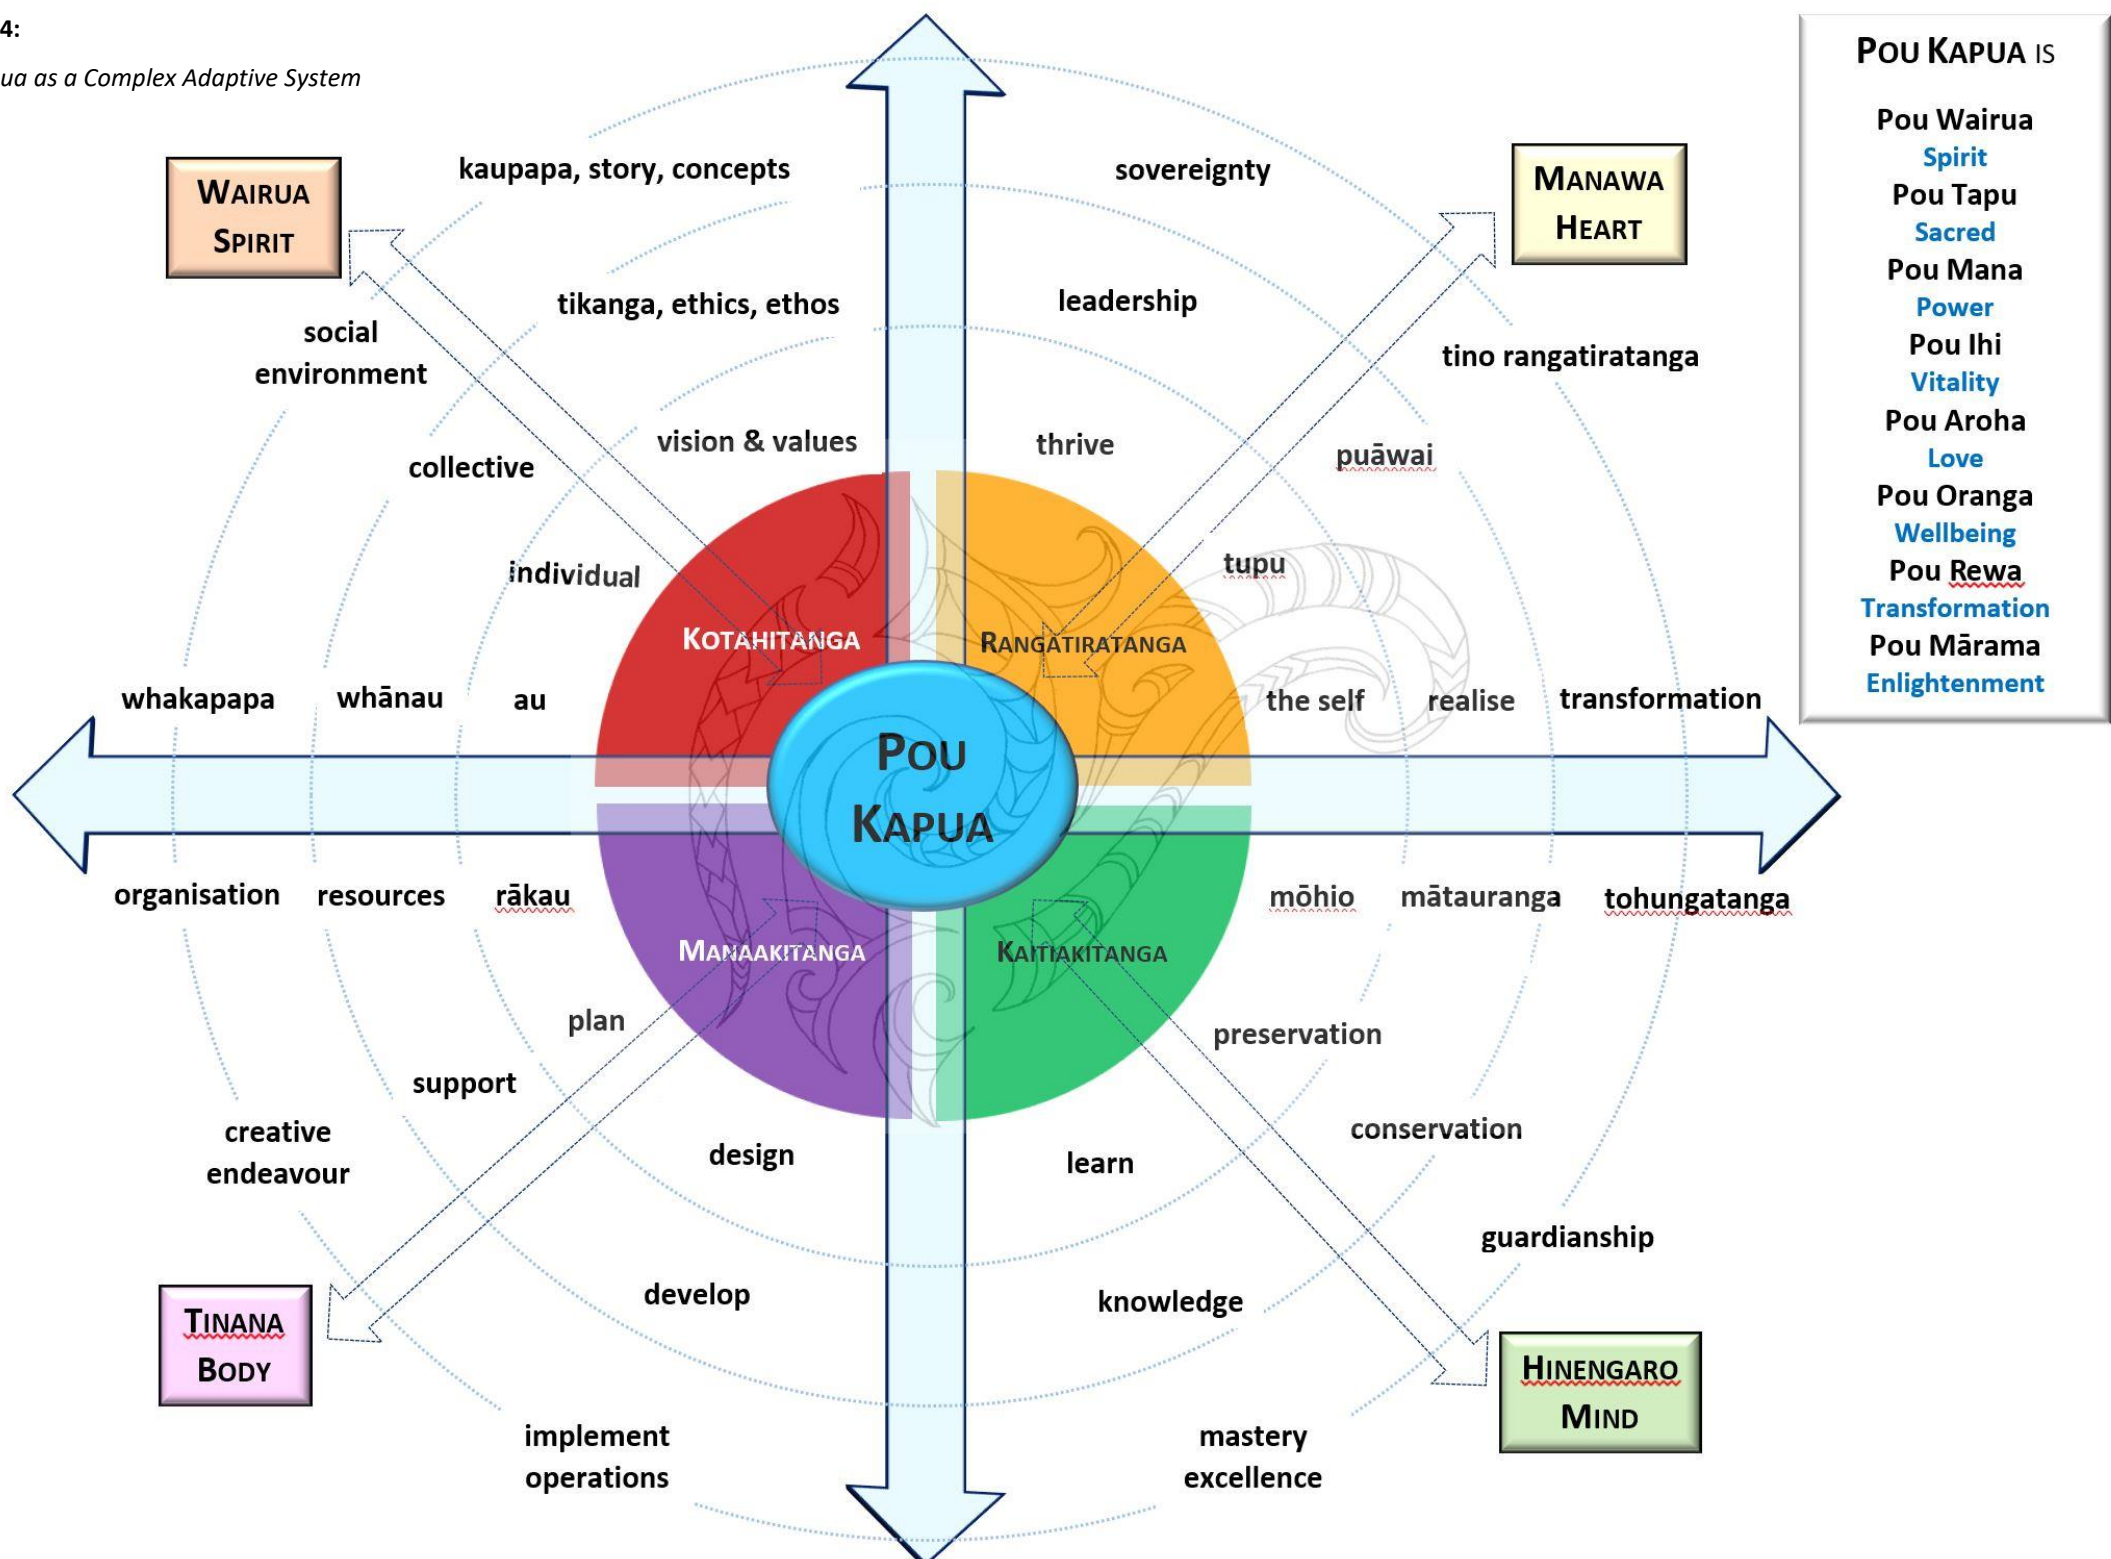 4:
ua as a Complex Adaptive System
POU KAPUA IS
Pou Wairua
Spirit
Pou Tapu
Sacred
Pou Mana
Power
Pou Ihi
Vitality
Pou Aroha
Love
Pou Oranga
Wellbeing
Pou Rewa
Transformation
Pou Mārama
Enlightenment
WAIRUA
SPIRIT
MANAWA
HEART
kaupapa, story, concepts
sovereignty
tikanga, ethics, ethos
leadership
social
environment
tino rangatiratanga
vision & values
thrive
collective
puāwai
individual
tupu
KOTAHITANGA
RANGATIRATANGA
whakapapa
whānau
au
the self
realise
transformation
POU
KAPUA
organisation
resources
rākau
mōhio
mātauranga
tohungatanga
MANAAKITANGA
KAITIAKITANGA
plan
preservation
support
conservation
creative
endeavour
design
learn
guardianship
develop
knowledge
TINANA
BODY
HINENGARO
MIND
implement
operations
mastery
excellence